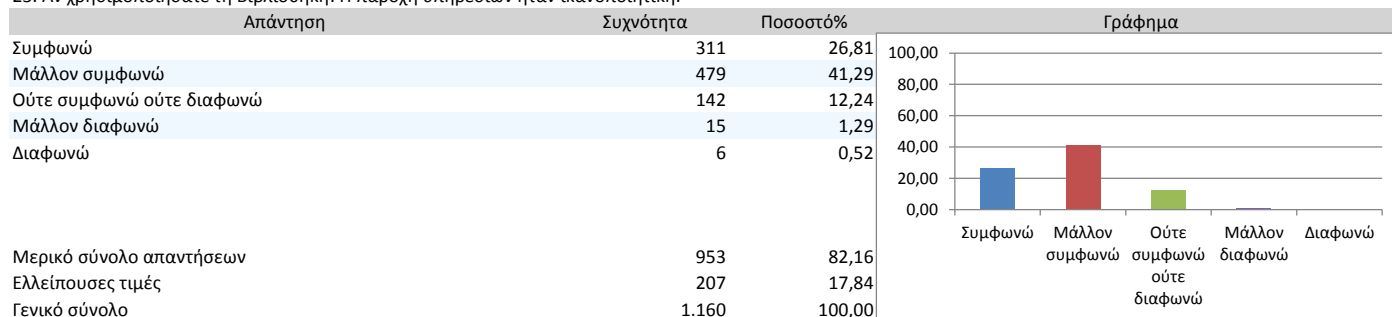 Απάντηση Συχνότητα Ποσοστό% Γράφημα
Συμφωνώ 311 26,81
Μάλλον συμφωνώ 479 41,29
Ούτε συμφωνώ ούτε διαφωνώ 142 12,24
Μάλλον διαφωνώ 15 1,29
Διαφωνώ 6 0,52
Μερικό σύνολο απαντήσεων 953 82,16
Ελλείπουσες τιμές 207 17,84
Γενικό σύνολο 1.160 100,00
100,00
80,00
60,00
40,00
20,00
0,00
Συμφωνώ Μάλλον Ούτε Μάλλον Διαφωνώ
συμφωνώ συμφωνώ διαφωνώ
ούτε
διαφωνώ